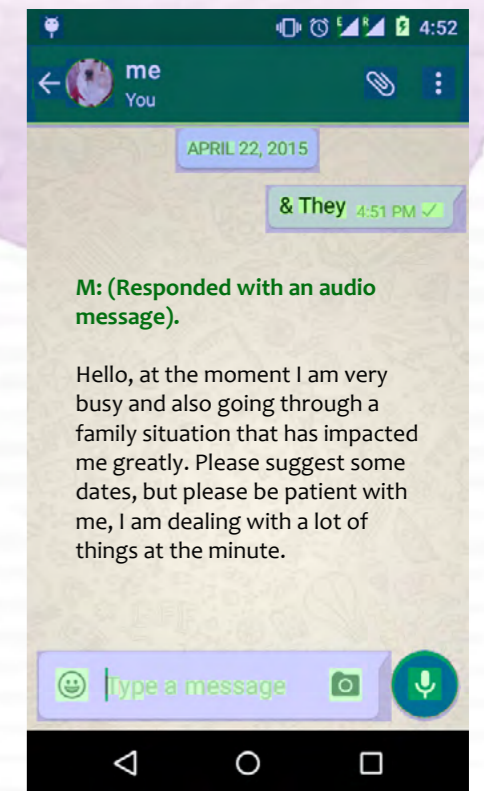 E R 4:52
me
You
APRIL 22, 2015
& They 4:51 PM
M: (Responded with an audio
message).
Hello, at the moment I am very
busy and also going through a
family situation that has impacted
me greatly. Please suggest some
dates, but please be patient with
me, I am dealing with a lot of
things at the minute.
Type a message